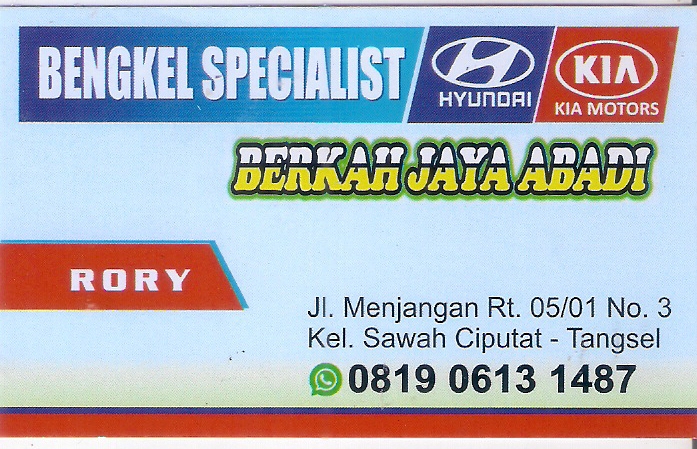 BENGKEL SPECIALIST
HYUNDAI
KIA
KIA MOTORS
BERKAH JAYA ABADI
RORY
Jl. Menjangan Rt. 05/01 No. 3
Kel. Sawah Ciputat - Tangsel
0819 0613 1487